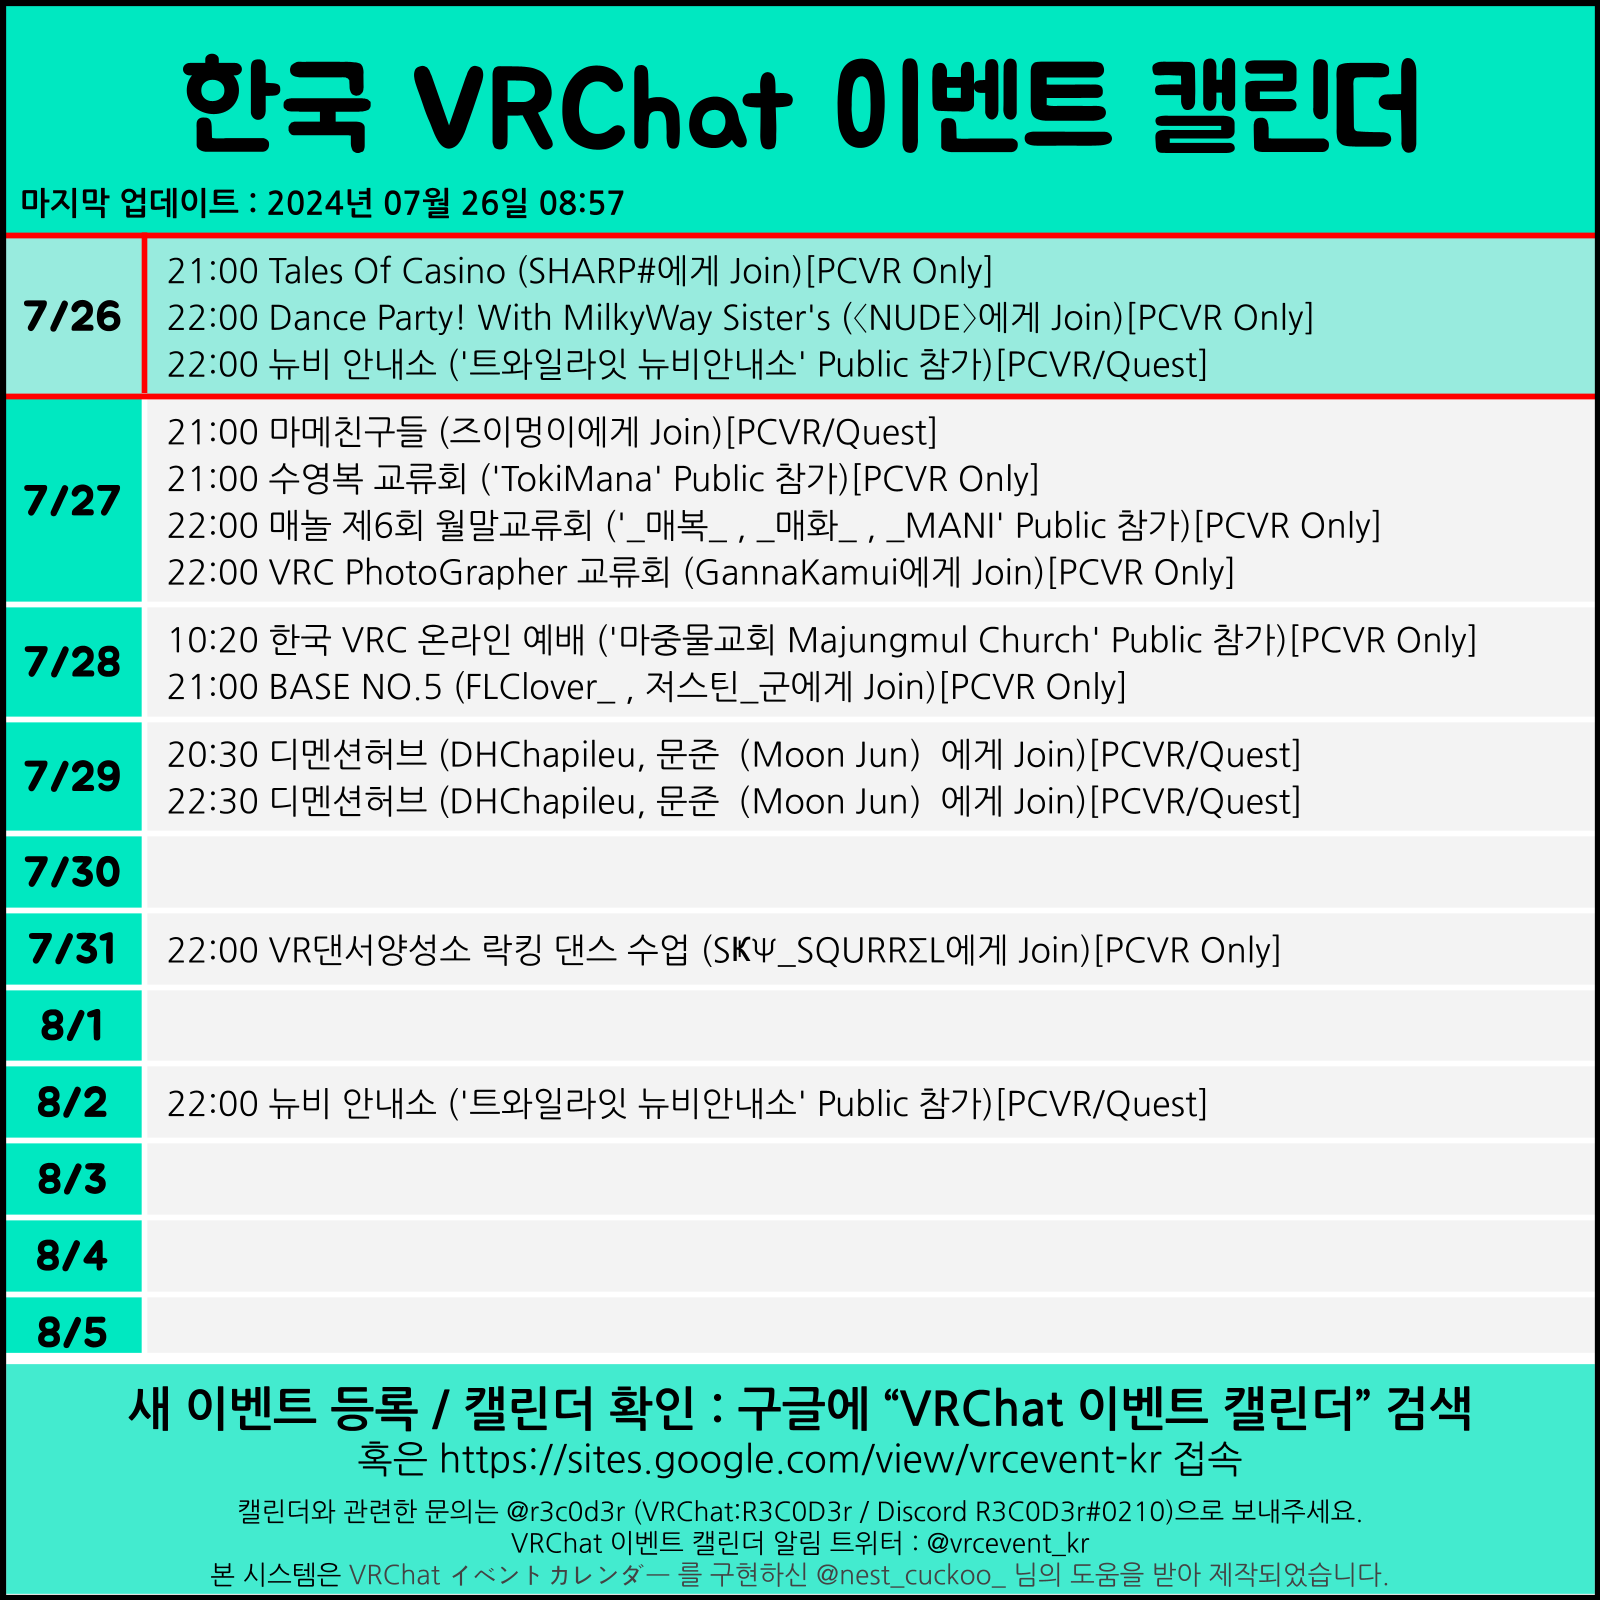 한국 VRChat 이벤트 캘린더
마지막 업데이트 : 2024년 07월 26일 08:57
7/26
21:00 Tales Of Casino (SHARP#에게 Join)[PCVR Only]
22:00 Dance Party! With MilkyWay Sister's (〈NUDE〉에게 Join)[PCVR Only]
22:00 뉴비 안내소 ('트와일라잇 뉴비안내소' Public 참가)[PCVR/Quest]
7/27
21:00 마메친구들 (즈이멍이에게 Join)[PCVR/Quest]
21:00 수영복 교류회 ('TokiMana' Public 참가)[PCVR Only]
22:00 매놀 제6회 월말교류회 ('_매복_ , _매화_ , _MANI' Public 참가)[PCVR Only]
22:00 VRC PhotoGrapher 교류회 (GannaKamui에게 Join)[PCVR Only]
7/28
10:20 한국 VRC 온라인 예배 ('마중물교회 Majungmul Church' Public 참가)[PCVR Only]
21:00 BASE NO.5 (FLClover_ , 저스틴_군에게 Join)[PCVR Only]
7/29
20:30 디멘션허브 (DHChapileu, 문준（Moon Jun）에게 Join)[PCVR/Quest]
22:30 디멘션허브 (DHChapileu, 문준（Moon Jun）에게 Join)[PCVR/Quest]
7/30
7/31
22:00 VR댄서양성소 락킹 댄스 수업 (S₭Ψ_SQURRΣL에게 Join)[PCVR Only]
8/1
8/2
22:00 뉴비 안내소 ('트와일라잇 뉴비안내소' Public 참가)[PCVR/Quest]
8/3
8/4
8/5
새 이벤트 등록 / 캘린더 확인 : 구글에 “VRChat 이벤트 캘린더” 검색
혹은 https://sites.google.com/view/vrcevent-kr 접속
캘린더와 관련한 문의는 @r3c0d3r (VRChat:R3C0D3r / Discord R3C0D3r#0210)으로 보내주세요.
VRChat 이벤트 캘린더 알림 트위터 : @vrcevent_kr
본 시스템은 VRChat イベントカレンダー 를 구현하신 @nest_cuckoo_ 님의 도움을 받아 제작되었습니다.